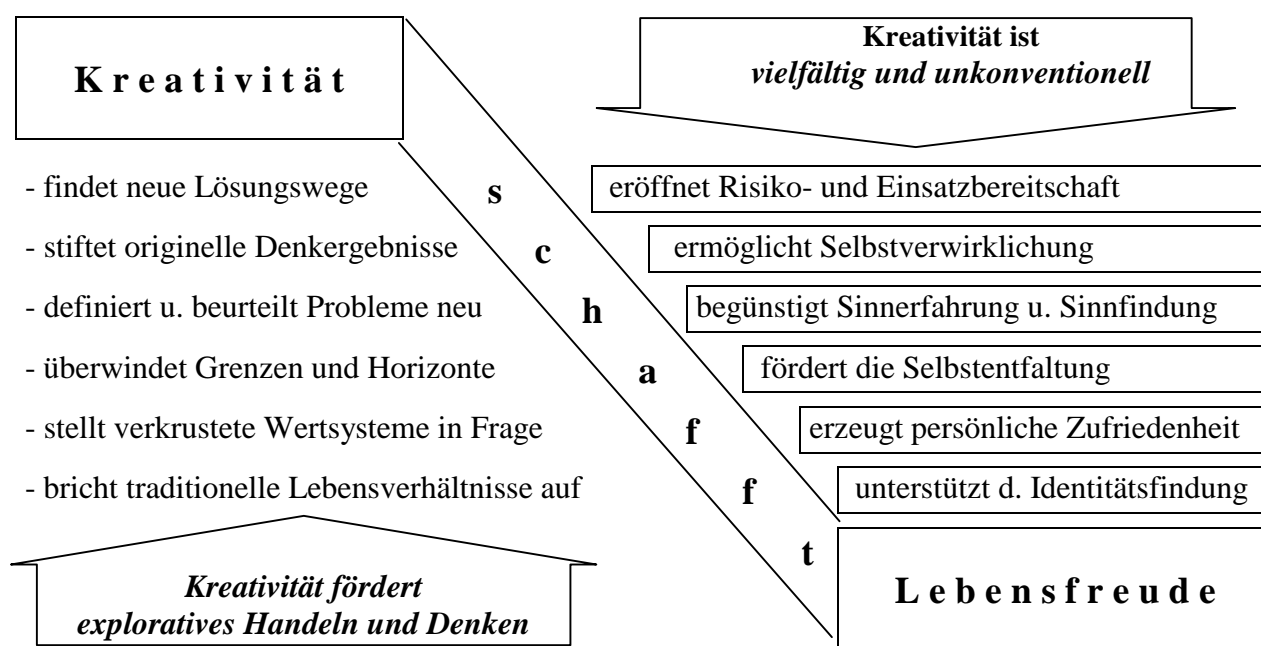 K r e a t i v i t ä t
Kreativität ist
vielfältig und unkonventionell
- findet neue Lösungswege
- stiftet originelle Denkergebnisse
- definiert u. beurteilt Probleme neu
- überwindet Grenzen und Horizonte
- stellt verkrustete Wertsysteme in Frage
- bricht traditionelle Lebensverhältnisse auf
s
c
h
a
f
f
t
eröffnet Risiko- und Einsatzbereitschaft
ermöglicht Selbstverwirklichung
begünstigt Sinnerfahrung u. Sinnfindung
fördert die Selbstentfaltung
erzeugt persönliche Zufriedenheit
unterstützt d. Identitätsfindung
Kreativität fördert
exploratives Handeln und Denken
L e b e n s f r e u d e